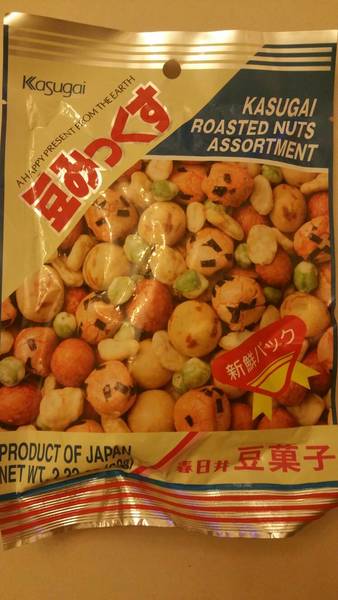 Kasugai
A HAPPY PRESENT FROM THE EARTH
豆みっくす
KASUGAI
ROASTED NUTS
ASSORTMENT
新鮮パック
PRODUCT OF JAPAN
NET WT.
春日井 豆菓子